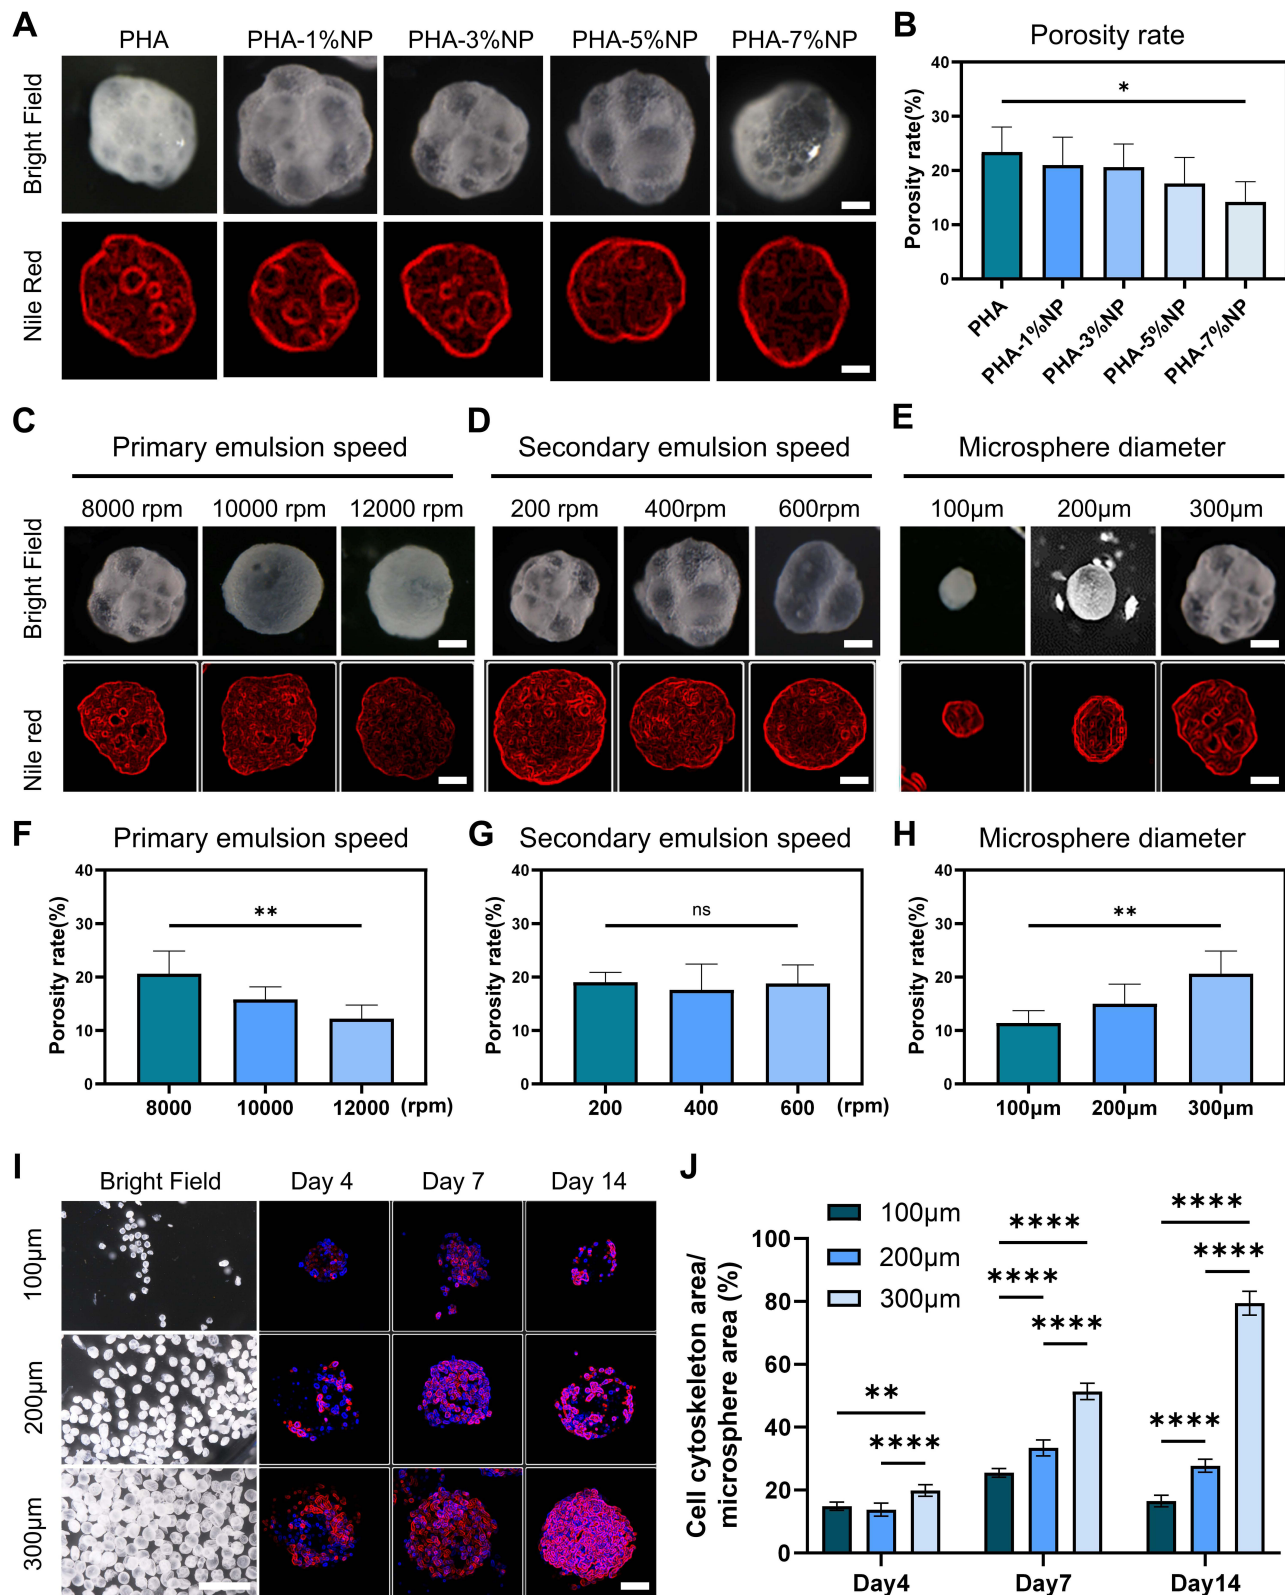 A
PHA
PHA-1%NP
PHA-3%NP
PHA-5%NP
PHA-7%NP
Bright Field
Nile Red
B
Porosity rate
Porosity rate(%)
40
30
20
10
0
*
PHA
PHA-1%NP
PHA-3%NP
PHA-5%NP
PHA-7%NP
C
Primary emulsion speed
8000 rpm
10000 rpm
12000 rpm
Bright Field
Nile red
D
Secondary emulsion speed
200 rpm
400rpm
600rpm
E
Microsphere diameter
100μm
200μm
300μm
F
Primary emulsion speed
Porosity rate(%)
40
30
20
10
0
**
8000
10000
12000
(rpm)
G
Secondary emulsion speed
Porosity rate(%)
40
30
20
10
0
ns
200
400
600
(rpm)
H
Microsphere diameter
Porosity rate(%)
40
30
20
10
0
**
100μm
200μm
300μm
I
Bright Field
Day 4
Day 7
Day 14
100μm
200μm
300μm
J
Cell cytoskeleton area/
microsphere area (%)
100
80
60
40
20
0
100μm
200μm
300μm
**
****
****
****
****
****
****
****
Day4
Day7
Day14